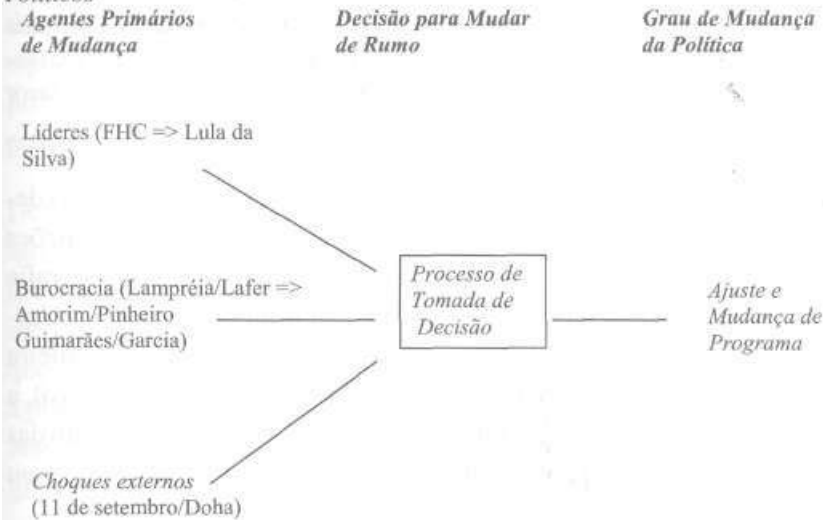 Políticos
Agentes Primários
de Mudança
Decisão para Mudar
de Rumo
Grau de Mudança
da Política
Líderes (FHC => Lula da
Silva)
Burocracia (Lampréia/Lafer =>
Amorim/Pinheiro
Guimarães/Garcia)
Processo de
Tomada de
Decisão
Ajuste e
Mudança de
Programa
Choques externos
(11 de setembro/Doha)